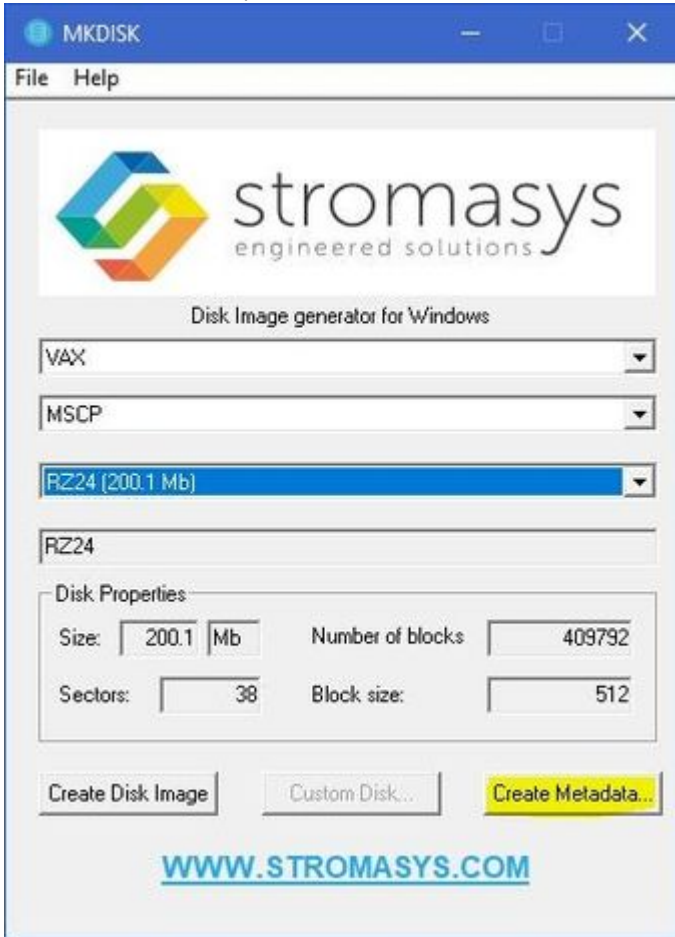 MKDISK
File Help
stromasys
engineered solutions
Disk Image generator for Windows
VAX
MSCP
RZ24 (200.1 Mb)
RZ24
Disk Properties
Size: 200.1 Mb Number of blocks 409792
Sectors: 38 Block size: 512
Create Disk Image Custom Disk... Create Metadata...
WWW.STROMASYS.COM